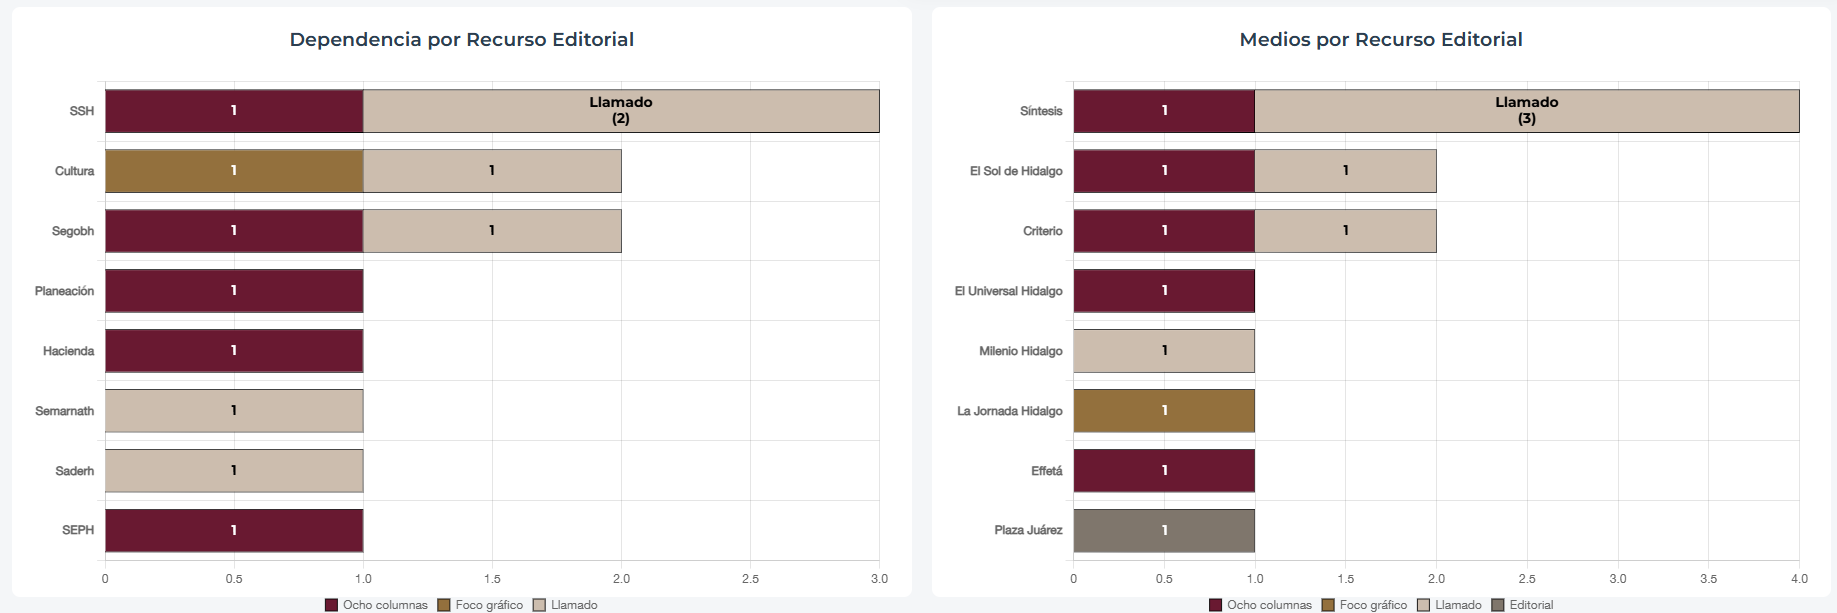 Dependencia por Recurso Editorial
SSH
1
Llamado
(2)
Cultura
1
1
Segobh
1
1
Planeación
1
Hacienda
1
Semarnath
1
Saderh
1
SEPH
1
0 0.5 1.0 1.5 2.0 2.5 3.0
Ocho columnas Foco gráfico Llamado
Medios por Recurso Editorial
Síntesis
1
Llamado
(3)
El Sol de Hidalgo
1
1
Criterio
1
1
El Universal Hidalgo
1
Milenio Hidalgo
1
La Jornada Hidalgo
1
Effetá
1
Plaza Juárez
1
0 0.5 1.0 1.5 2.0 2.5 3.0 3.5 4.0
Ocho columnas Foco gráfico Llamado Editorial